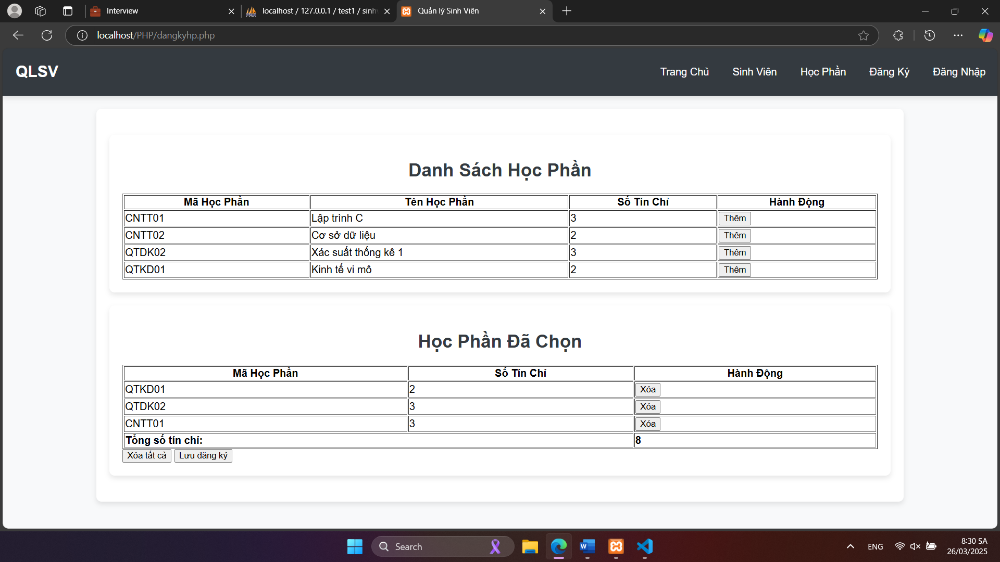 Interview
localhost / 127.0.0.1 / test1 / sinhv
Quản lý Sinh Viên
localhost/PHP/dangkyhp.php
QLSV
Trang Chủ Sinh Viên Học Phần Đăng Ký Đăng Nhập
Danh Sách Học Phần
Mã Học Phần Tên Học Phần Số Tín Chỉ Hành Động
CNTT01 Lập trình C 3 Thêm
CNTT02 Cơ sở dữ liệu 2 Thêm
QTDK02 Xác suất thống kê 1 3 Thêm
QTKD01 Kinh tế vi mô 2 Thêm
Học Phần Đã Chọn
Mã Học Phần Số Tín Chỉ Hành Động
QTKD01 2 Xóa
QTDK02 3 Xóa
CNTT01 3 Xóa
Tổng số tín chỉ: 8
Xóa tất cả Lưu đăng ký
Search
ENG
8:30 SA
26/03/2025